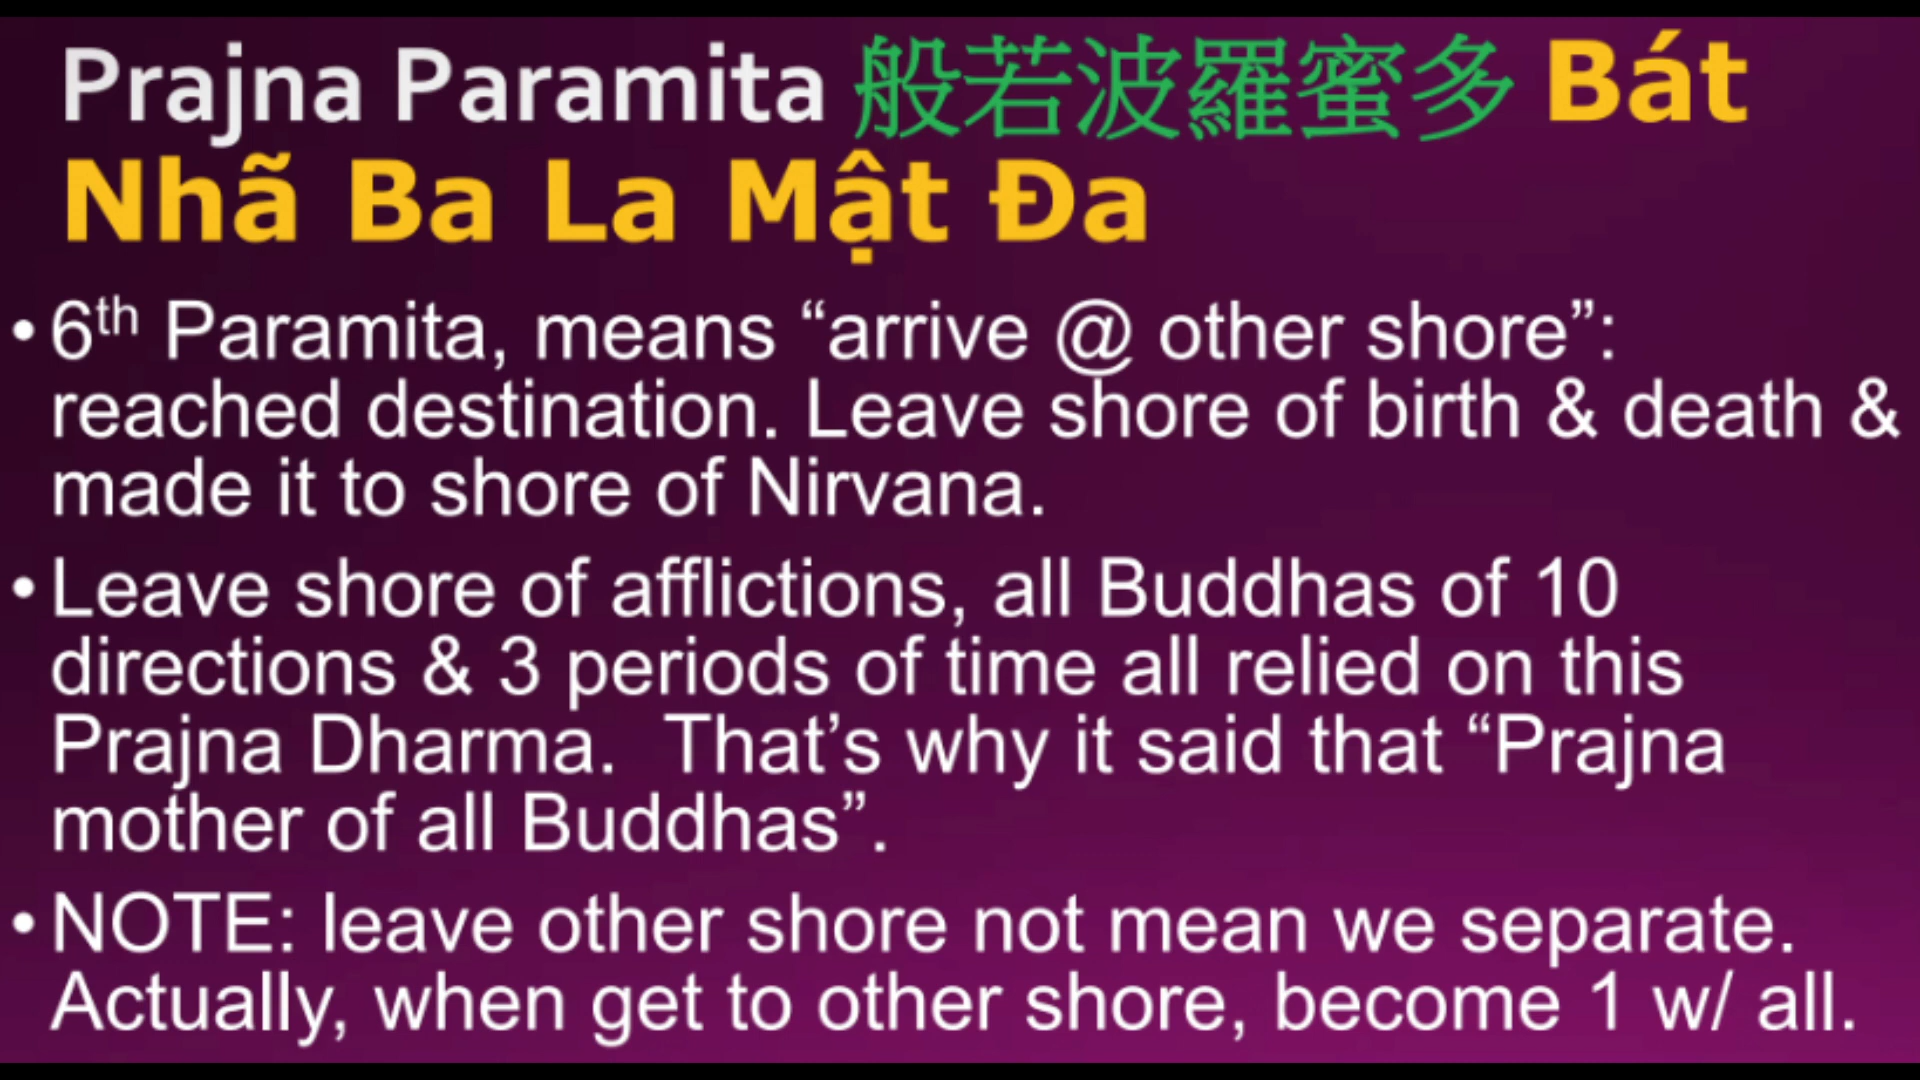 Prajna Paramita 般若波羅蜜多 Bát
Nhã Ba La Mật Đa
• 6th Paramita, means “arrive @ other shore”:
reached destination. Leave shore of birth & death &
made it to shore of Nirvana.
• Leave shore of afflictions, all Buddhas of 10
directions & 3 periods of time all relied on this
Prajna Dharma.  That’s why it said that “Prajna
mother of all Buddhas”.
• NOTE: leave other shore not mean we separate.
Actually, when get to other shore, become 1 w/ all.